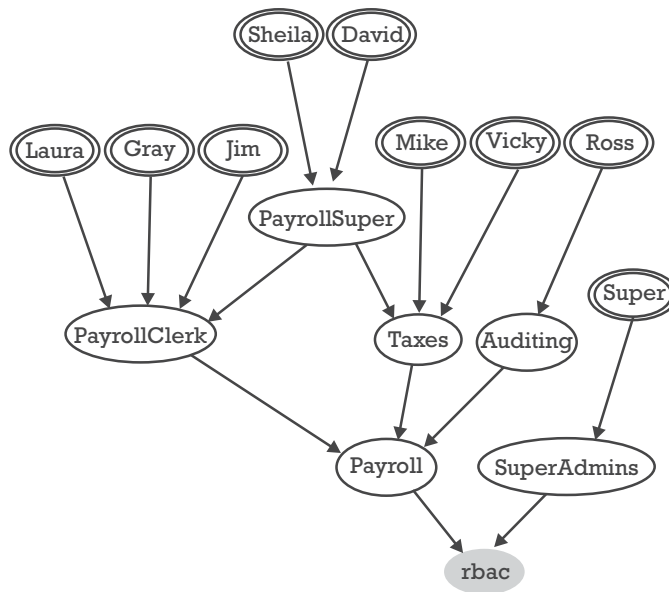 Sheila
David
Laura
Gray
Jim
Mike
Vicky
Ross
PayrollSuper
Super
PayrollClerk
Taxes
Auditing
Payroll
SuperAdmins
rbac